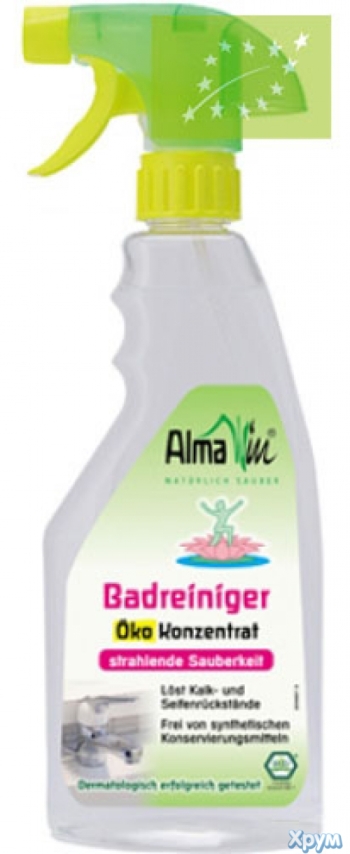 AlmaWin®
NATÜRLICH SAUBER
Badreiniger
Öko Konzentrat
strahlende Sauberkeit
Löst Kalk- und
Seifenrückstände
Frei von synthetischen
Konservierungsmitteln
Dermatologisch erfolgreich getestet
Хрум